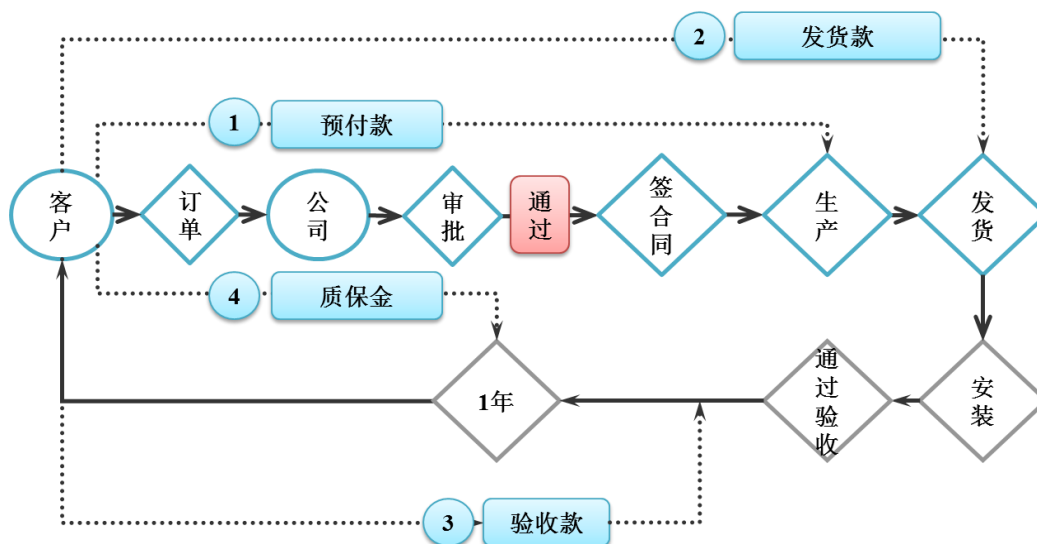 2
发货款
1
预付款
客户
订单
公司
审批
通过
签合同
生产
发货
4
质保金
1年
通过验收
安装
3
验收款